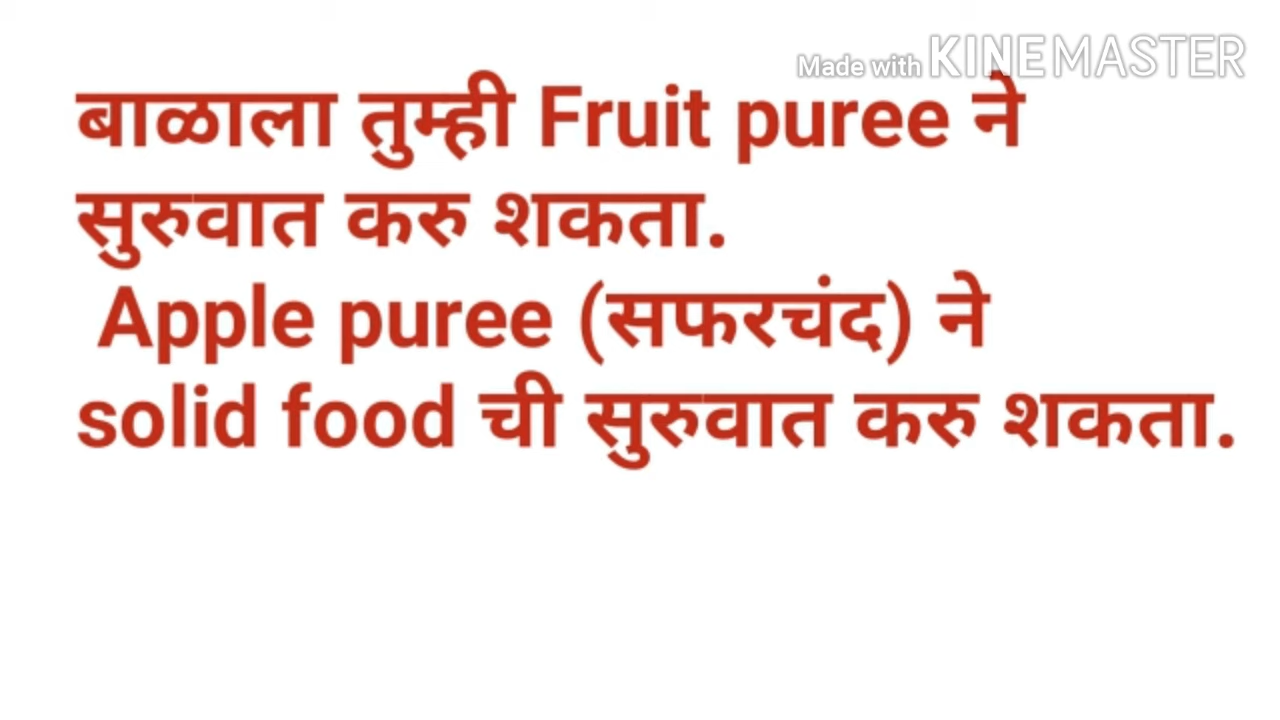 Made with KINEMASTER
बाळाला तुम्ही Fruit puree ने
सुरुवात करु शकता.
Apple puree (सफरचंद) ने
solid food ची सुरुवात करु शकता.